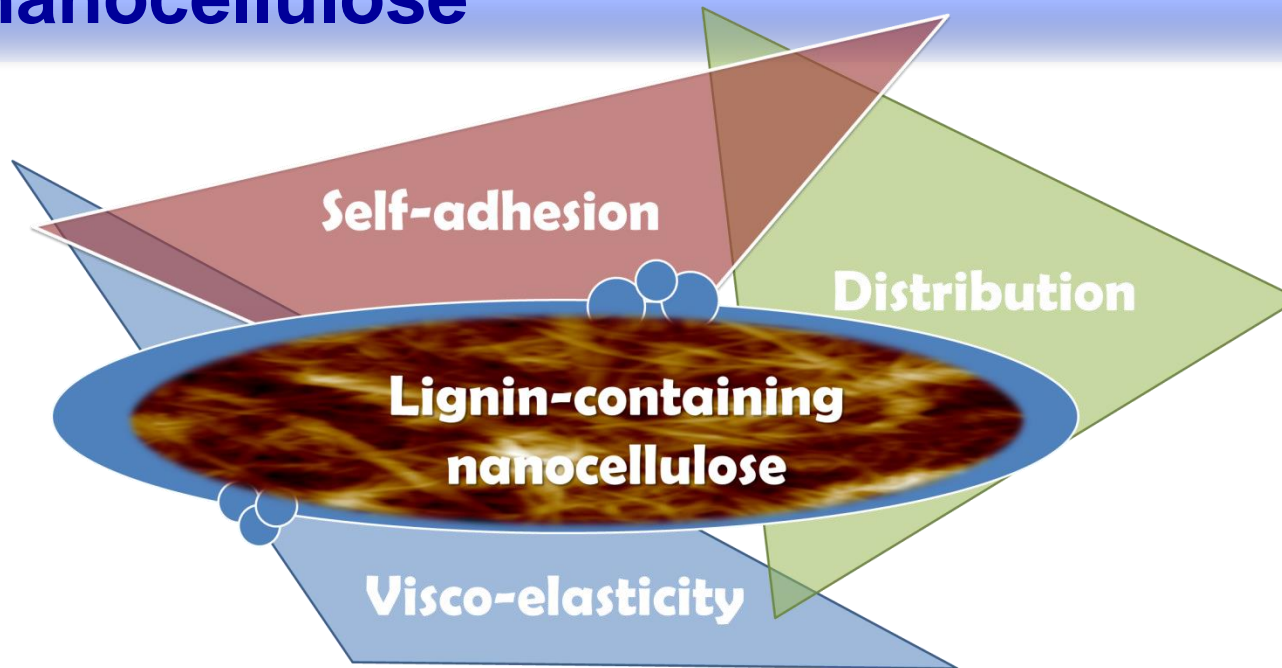 nanocellulose
Self-adhesion
Distribution
Lignin-containing
nanocellulose
Visco-elasticity